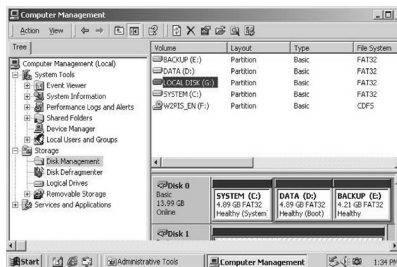 Computer Management
Action View
Tree
Computer Management (Local)
System Tools
Event Viewer
System Information
Performance Logs and Alerts
Shared Folders
Device Manager
Local Users and Groups
Storage
Disk Management
Disk Defragmenter
Logical Drives
Removable Storage
Services and Applications
Volume Layout Type File System
BACKUP (E:) Partition Basic FAT32
DATA (D:) Partition Basic FAT32
LOCAL DISK (G:) Partition Basic FAT32
SYSTEM (C:) Partition Basic FAT32
W2PIS_EN (F:) Partition Basic CDFS
Disk 0
Basic
13.99 GB
Online
SYSTEM (C:)
4.89 GB FAT32
Healthy (System
DATA (D:)
4.89 GB FAT32
Healthy (Boot)
BACKUP (E:)
4.21 GB FAT32
Healthy
Disk 1
Start Administrative Tools Computer Management 1:34 PM